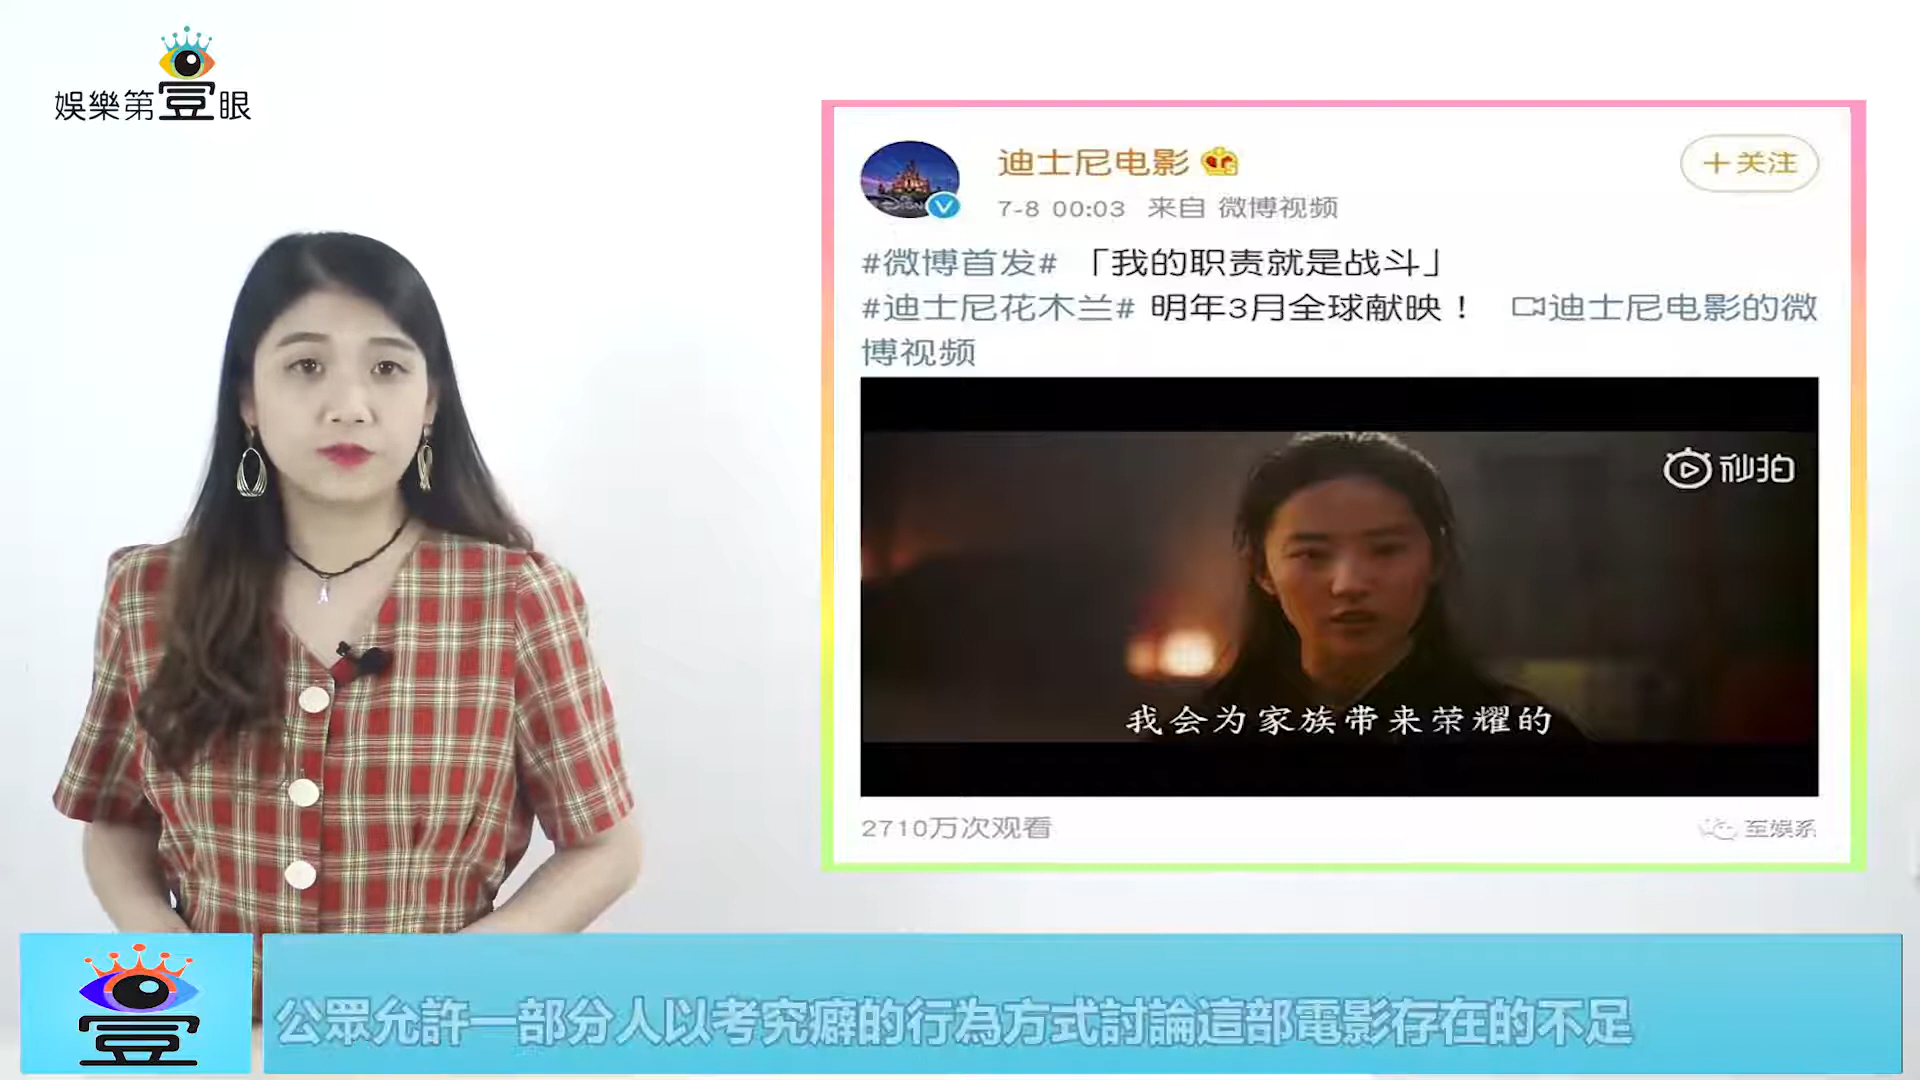 娛樂第壹眼
迪士尼电影
+关注
7-8 00:03 来自 微博视频
#微博首发# 「我的职责就是战斗」
#迪士尼花木兰# 明年3月全球献映！ 迪士尼电影的微
博视频
秒拍
我会为家族带来荣耀的
2710万次观看
至娱系
壹
公眾允許一部分人以考究癖的行為方式討論這部電影存在的不足